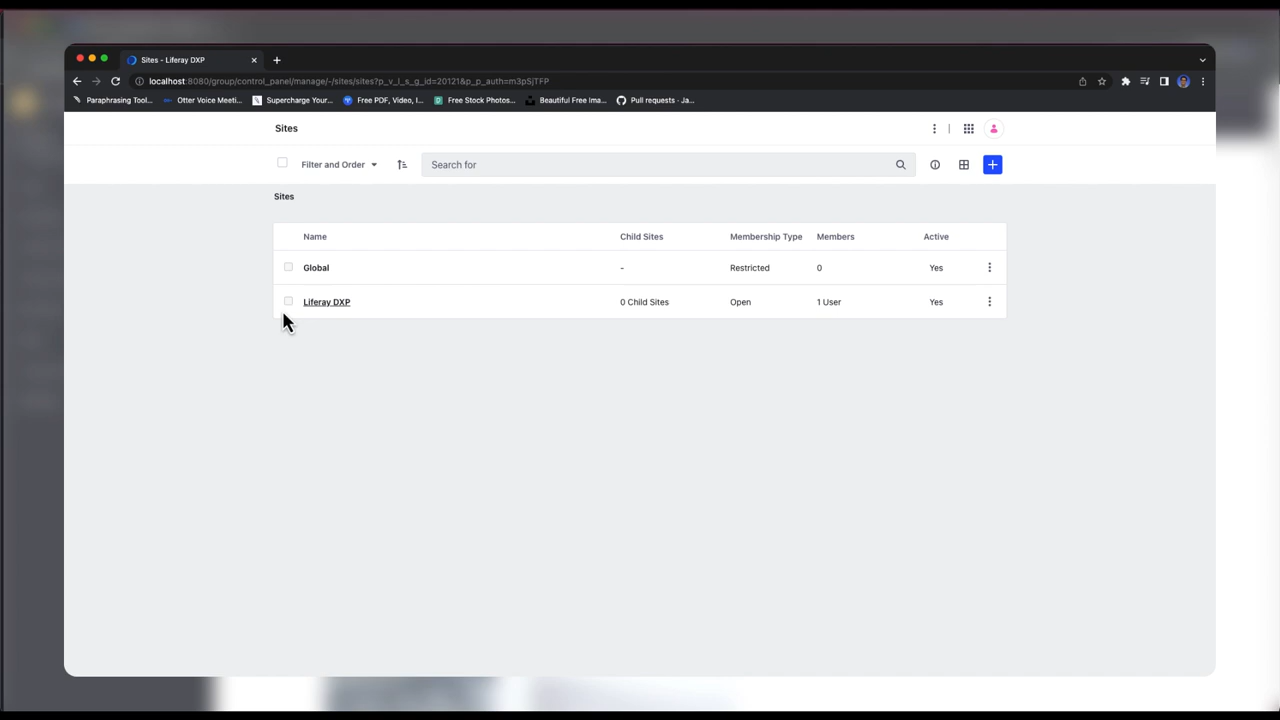 Sites - Liferay DXP
localhost:8080/group/control_panel/manage/-/sites/sites?p_v_l_s_g_id=20121&p_p_auth=m3pSjTFP
Paraphrasing Tool... Otter Voice Meeti... Supercharge Your... Free PDF, Video, I... Free Stock Photos... Beautiful Free Ima... Pull requests · Ja...
Sites
Filter and Order Search for
Sites
Name Child Sites Membership Type Members Active
Global - Restricted 0 Yes
Liferay DXP 0 Child Sites Open 1 User Yes